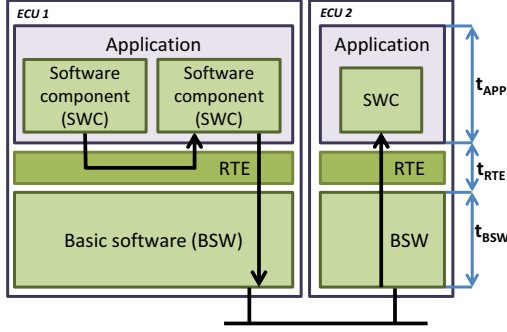 ECU 1
Application
Software
component
(SWC)
Software
component
(SWC)
RTE
Basic software (BSW)
ECU 2
Application
SWC
RTE
BSW
tAPP
tRTE
tBSW